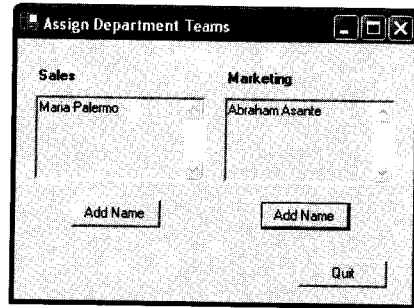 Assign Department Teams
Sales
Marketing
Maria Palermo
Abraham Asante
Add Name
Add Name
Quit